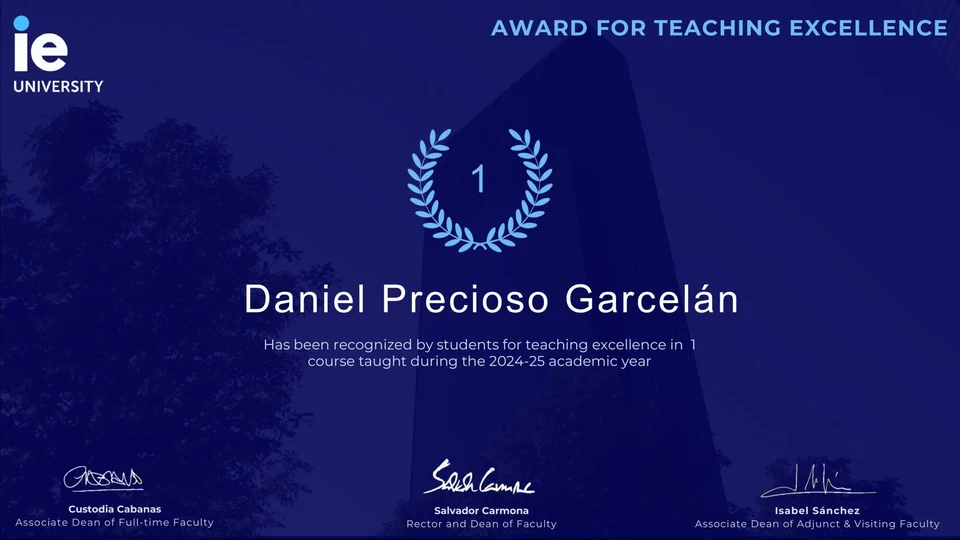 ie
UNIVERSITY
AWARD FOR TEACHING EXCELLENCE
1
Daniel Precioso Garcelán
Has been recognized by students for teaching excellence in 1
course taught during the 2024-25 academic year
Custodia Cabanas
Associate Dean of Full-time Faculty
Salvador Carmona
Rector and Dean of Faculty
Isabel Sánchez
Associate Dean of Adjunct & Visiting Faculty